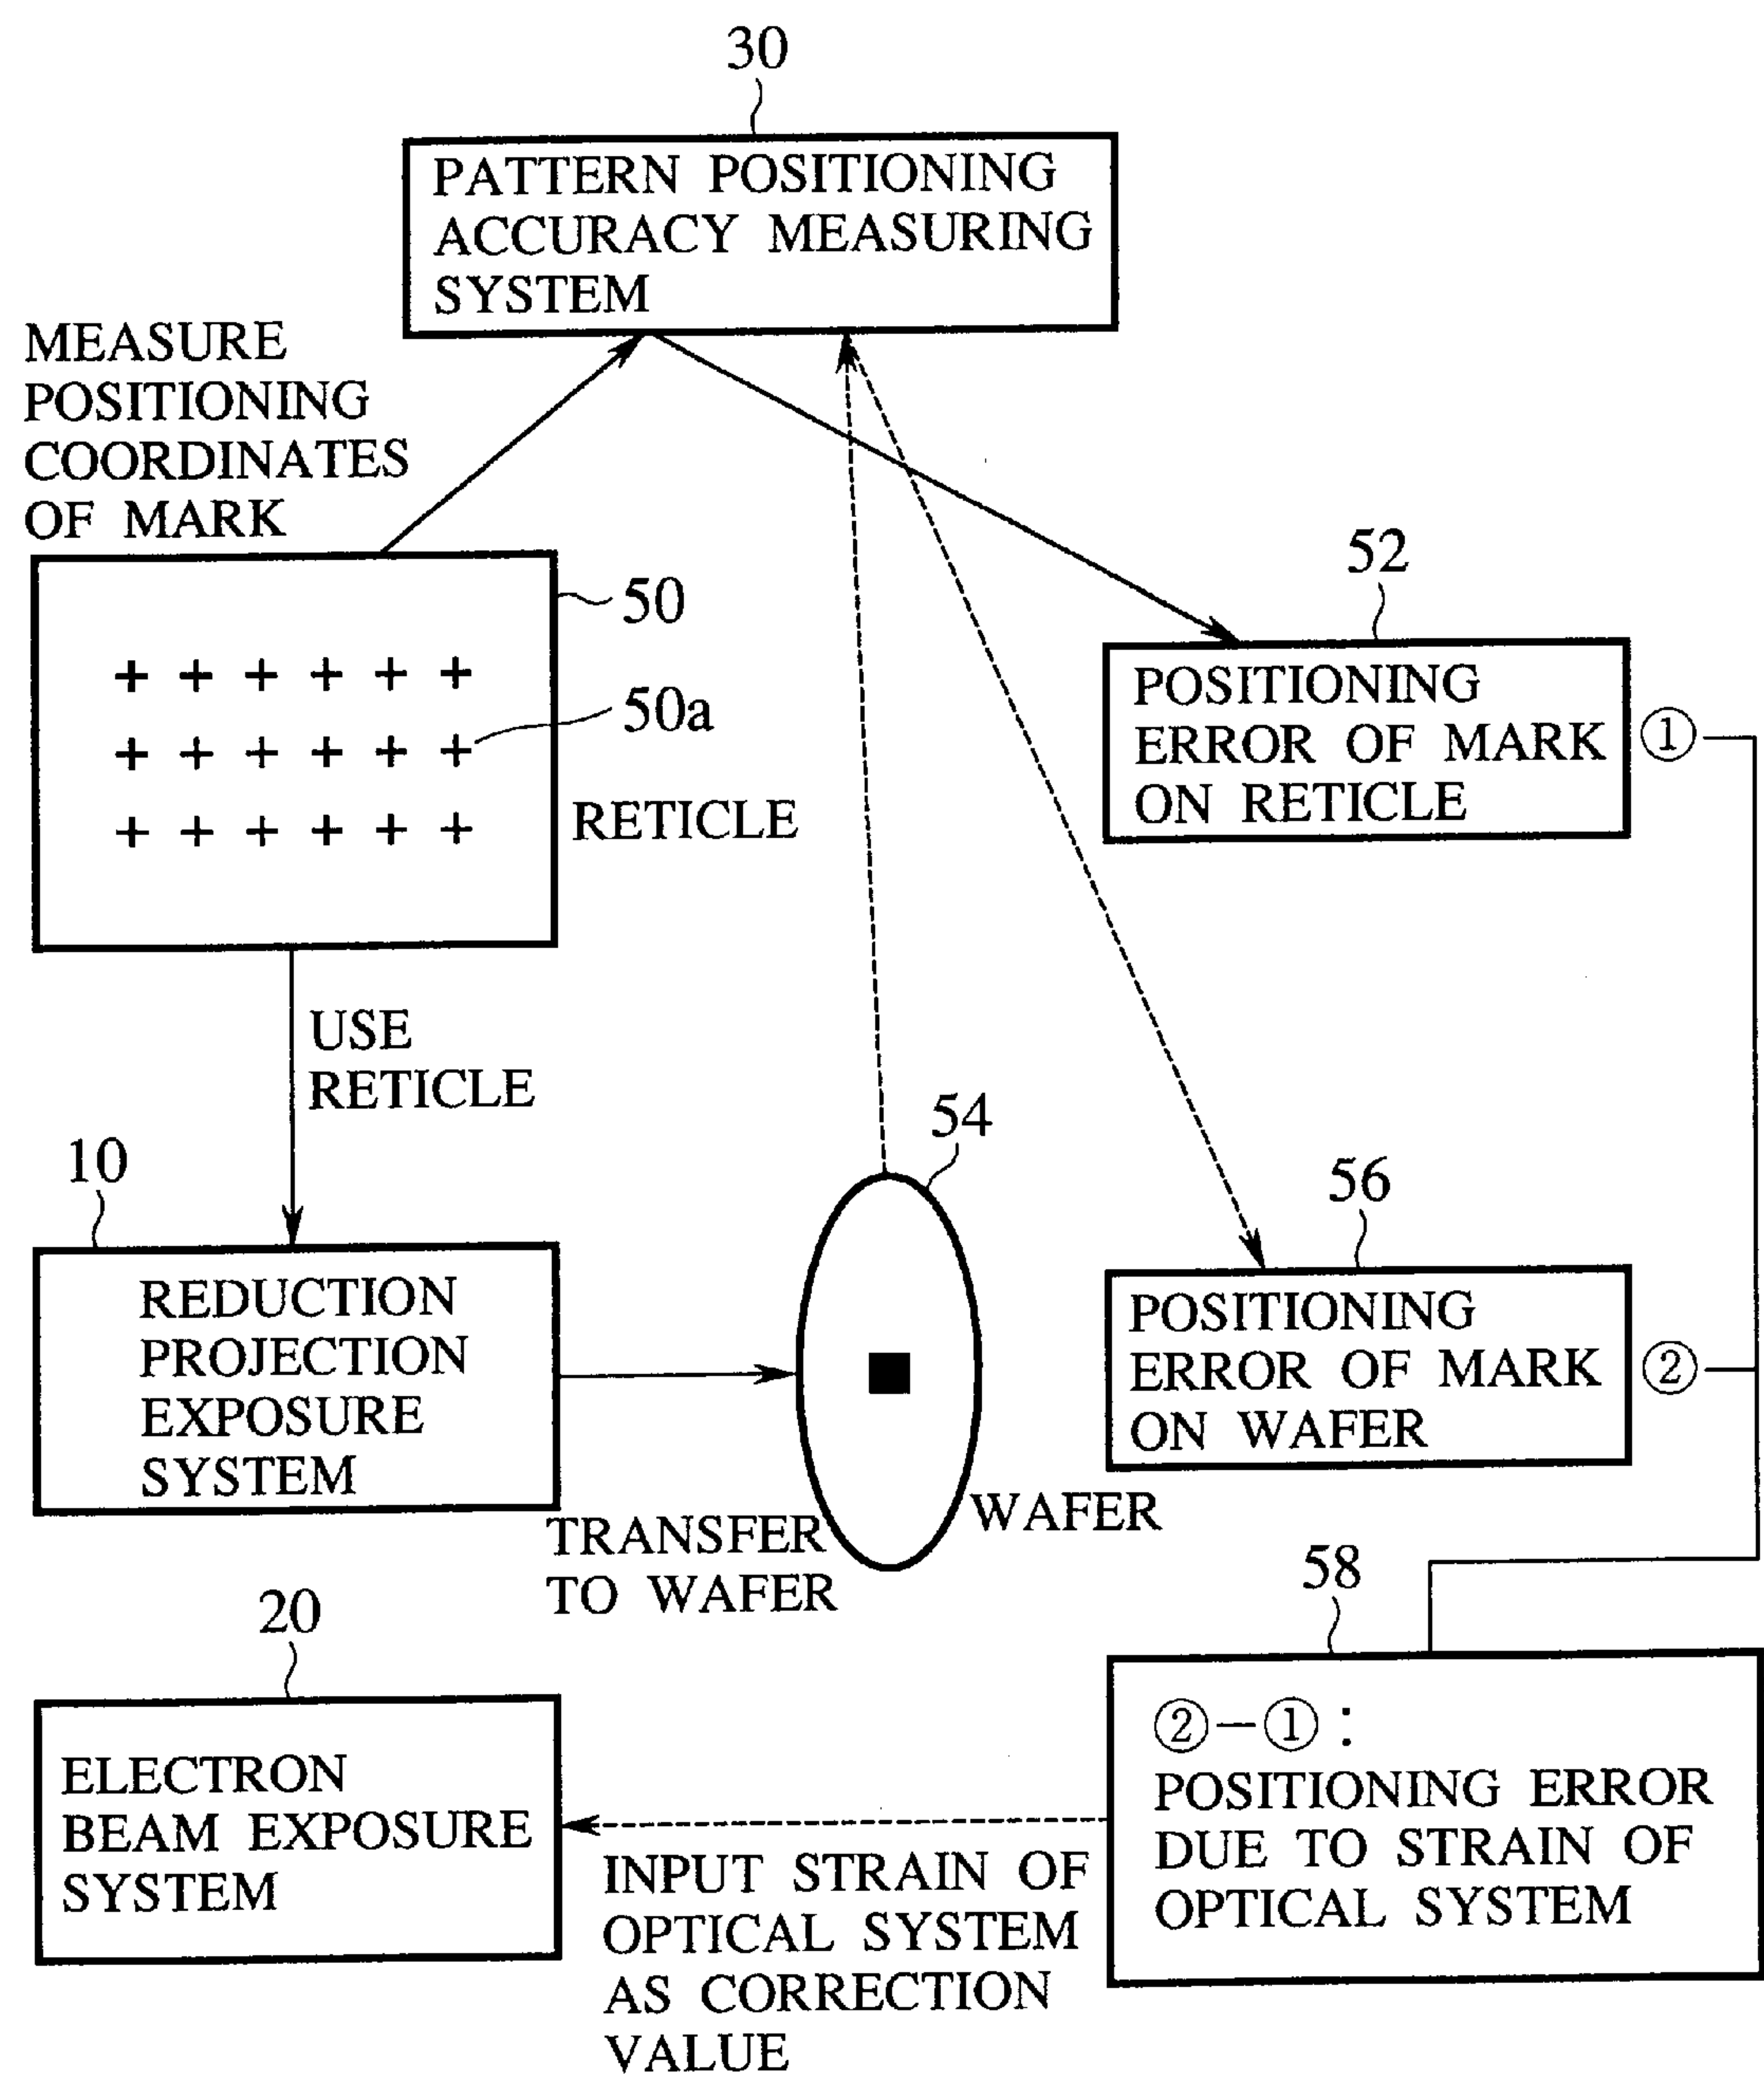 30
PATTERN POSITIONING
ACCURACY MEASURING
SYSTEM
MEASURE
POSITIONING
COORDINATES
OF MARK
50
50a
RETICLE
52
POSITIONING
ERROR OF MARK
ON RETICLE
①
USE
RETICLE
10
REDUCTION
PROJECTION
EXPOSURE
SYSTEM
TRANSFER
TO WAFER
54
WAFER
56
POSITIONING
ERROR OF MARK
ON WAFER
②
58
②-①:
POSITIONING ERROR
DUE TO STRAIN OF
OPTICAL SYSTEM
20
ELECTRON
BEAM EXPOSURE
SYSTEM
INPUT STRAIN OF
OPTICAL SYSTEM
AS CORRECTION
VALUE